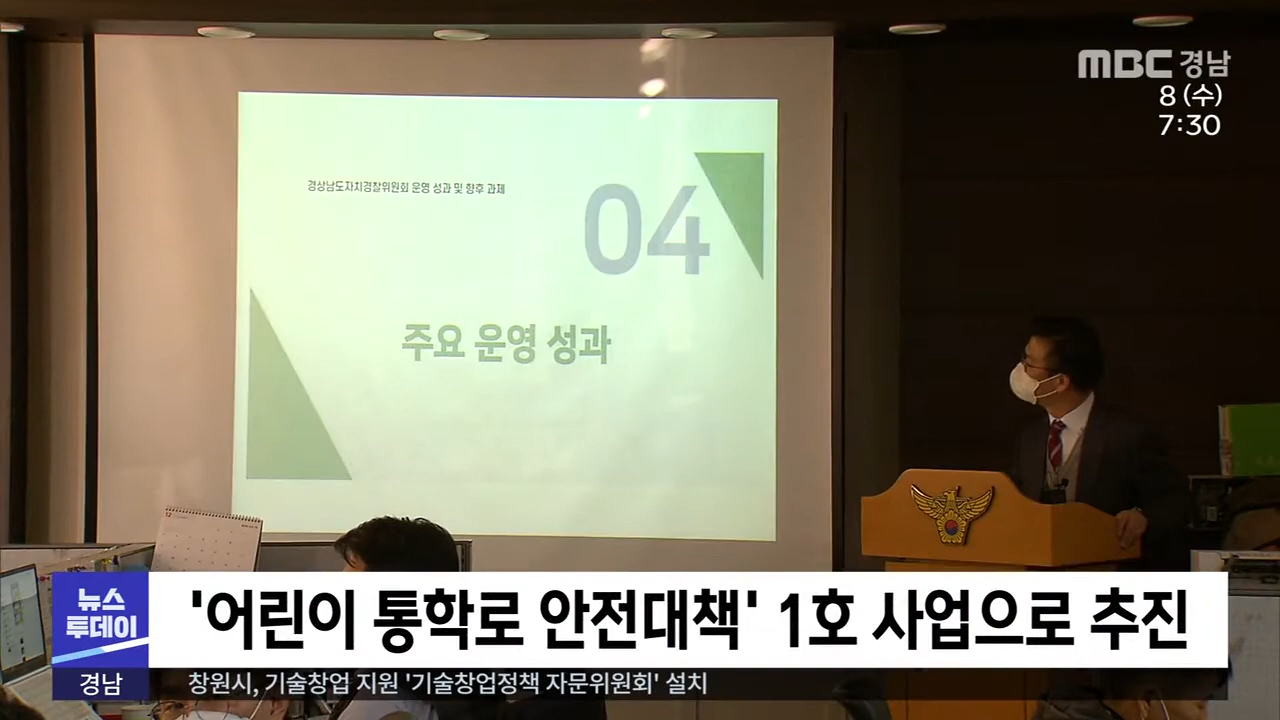 MBC 경남
8 (수)
7:30
경상남도자치경찰위원회 운영 성과 및 향후 과제
04
주요 운영 성과
뉴스
투데이
'어린이 통학로 안전대책' 1호 사업으로 추진
경남
창원시, 기술창업 지원 '기술창업정책 자문위원회' 설치